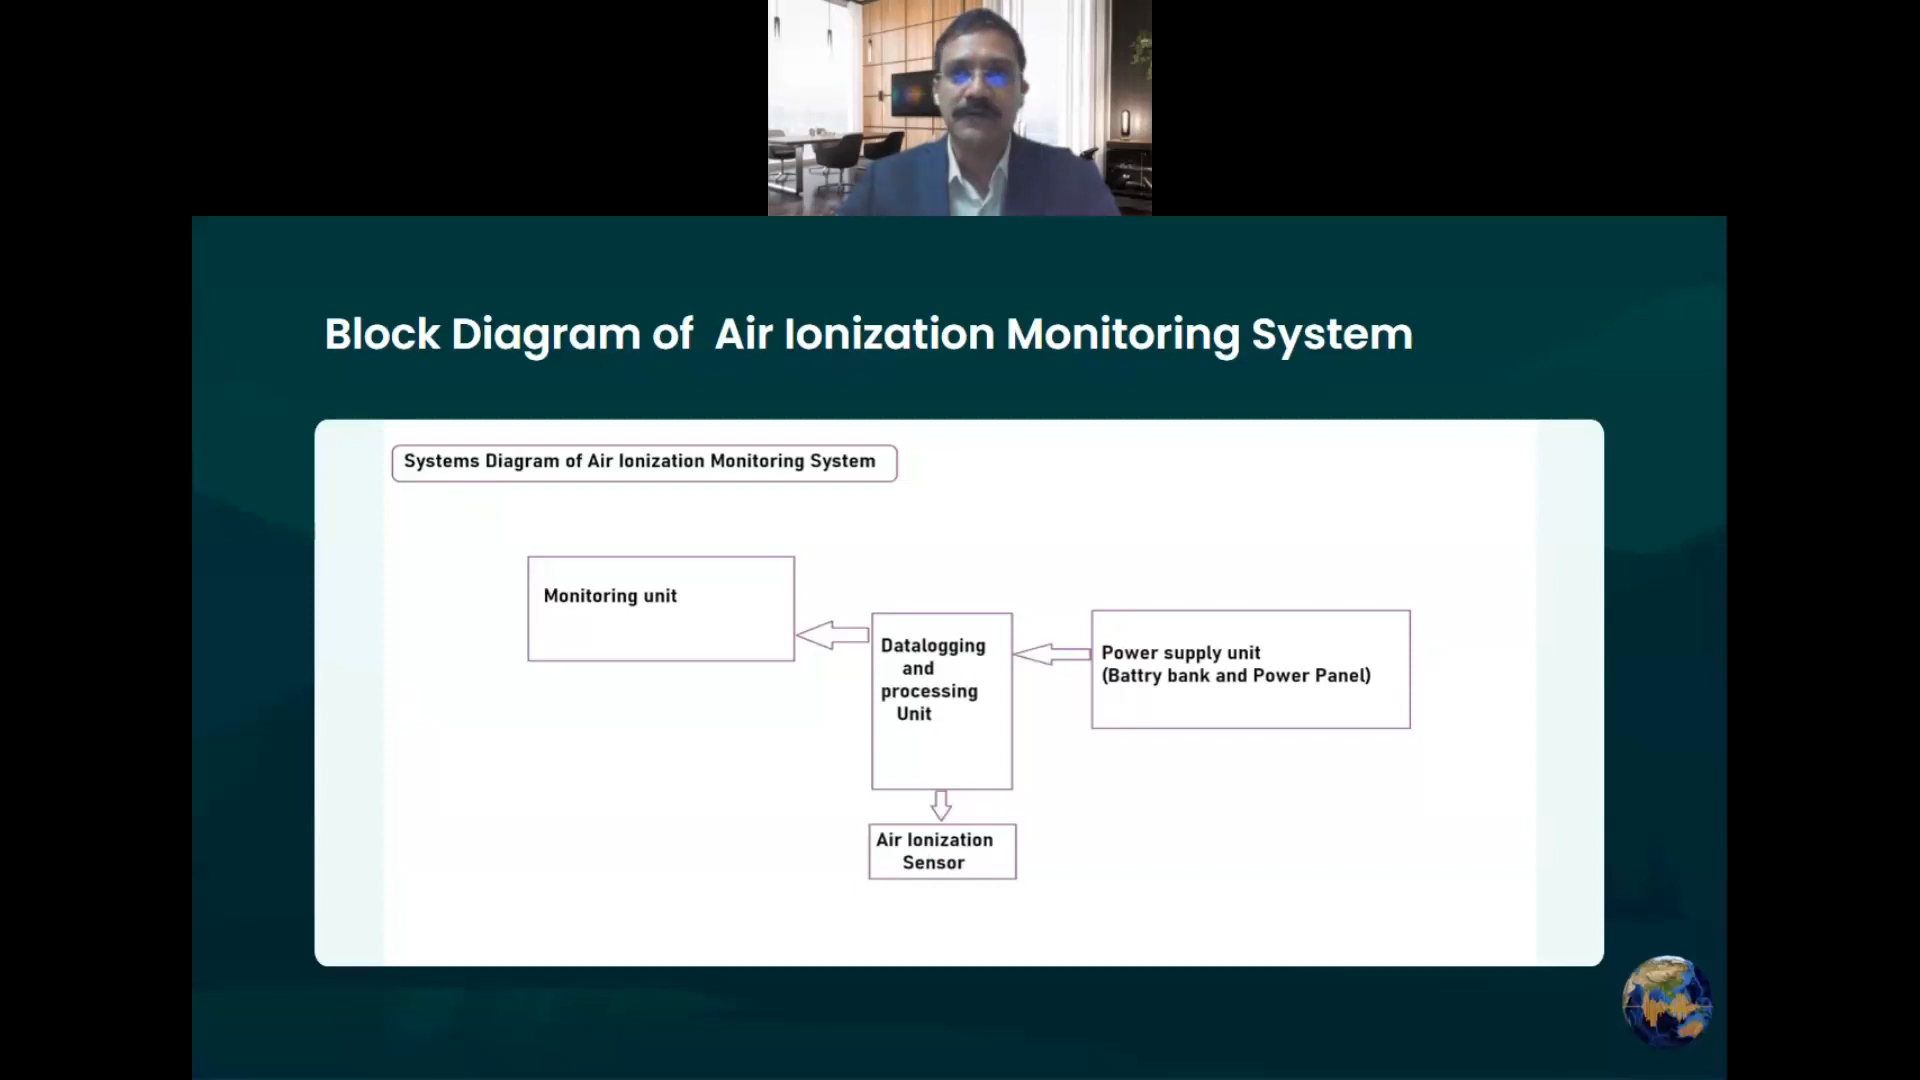 Block Diagram of Air Ionization Monitoring System
Systems Diagram of Air Ionization Monitoring System
Monitoring unit
Datalogging
and
processing
Unit
Power supply unit
(Battry bank and Power Panel)
Air Ionization
Sensor